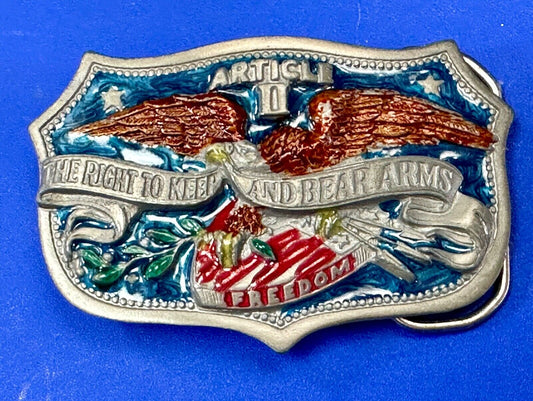 ARTICLE
II
THE RIGHT TO KEEP AND BEAR ARMS
FREEDOM